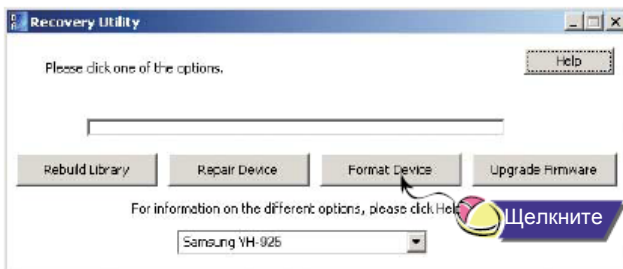 Recovery Utility
Please click one of the options.
Help
Rebuild Library Repair Device Format Device Upgrade Firmware
For information on the different options, please click Help
Щелкните
Samsung YH-925